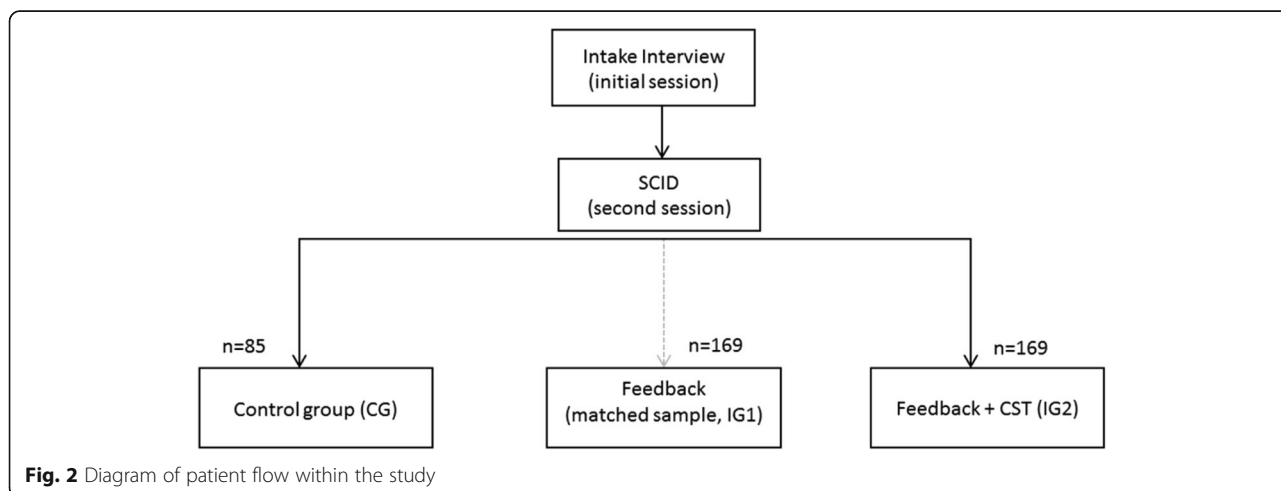 Intake Interview
(initial session)
SCID
(second session)
n=85
n=169
n=169
Control group (CG)
Feedback
(matched sample, IG1)
Feedback + CST (IG2)
Fig. 2 Diagram of patient flow within the study